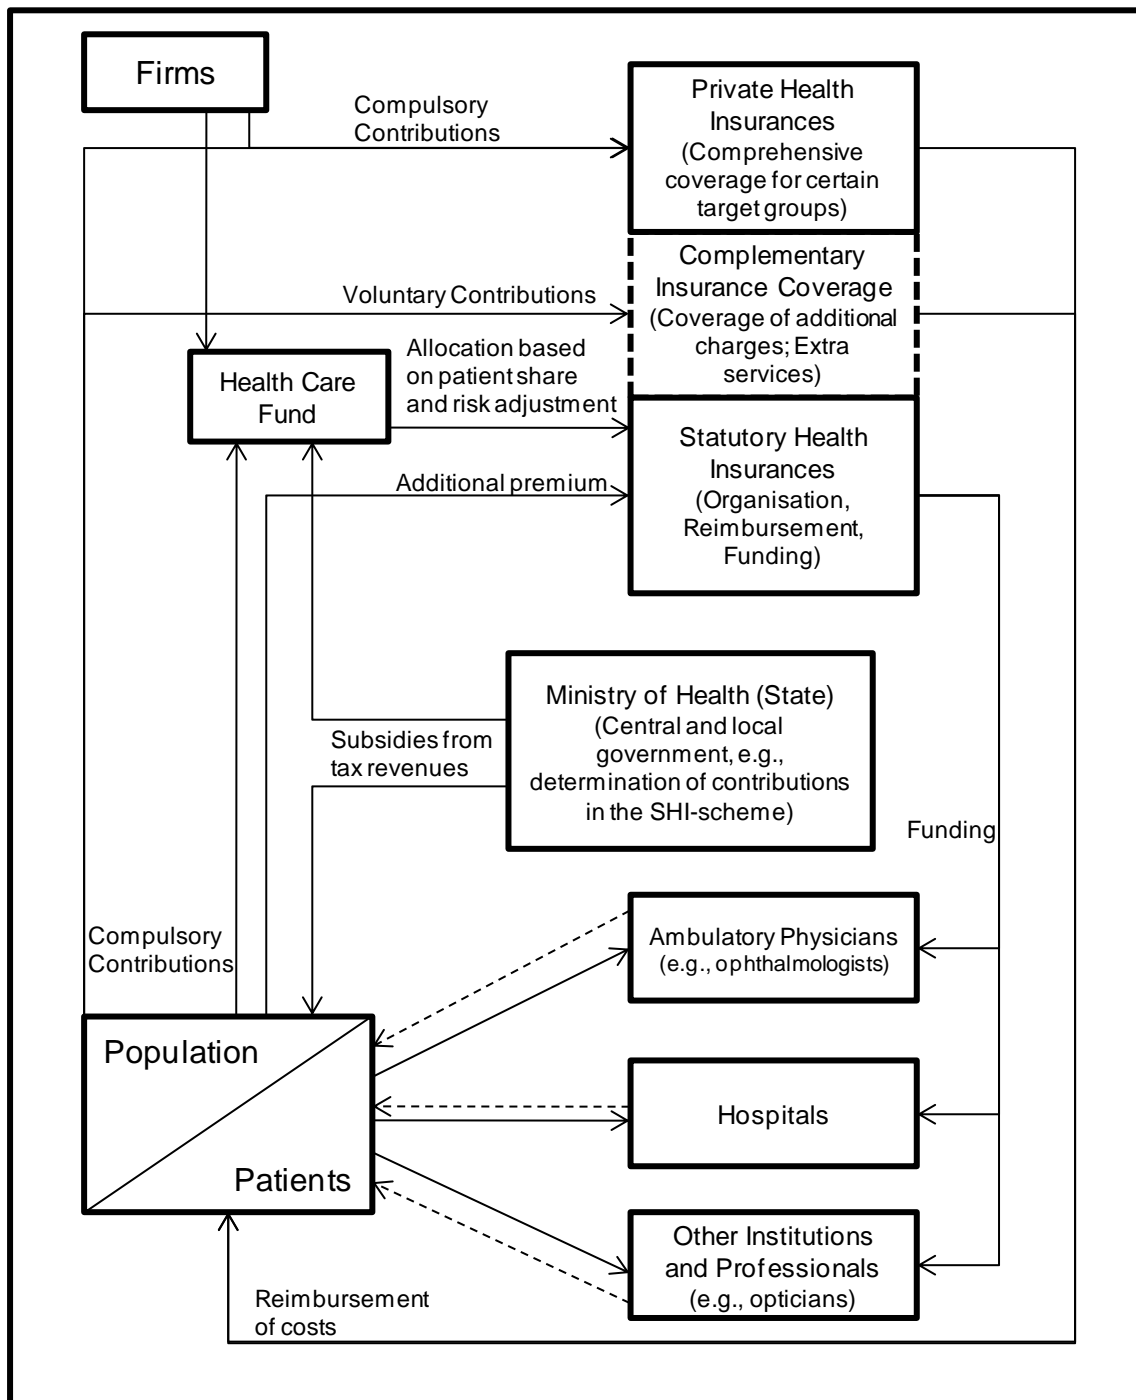 Firms
Compulsory
Contributions
Private Health
Insurances
(Comprehensive
coverage for certain
target groups)
Complementary
Insurance Coverage
(Coverage of additional
charges; Extra
services)
Voluntary Contributions
Allocation based
on patient share
and risk adjustment
Health Care
Fund
Statutory Health
Insurances
(Organisation,
Reimbursement,
Funding)
Additional premium
Ministry of Health (State)
(Central and local
government, e.g.,
determination of contributions
in the SHI-scheme)
Subsidies from
tax revenues
Funding
Compulsory
Contributions
Ambulatory Physicians
(e.g., ophthalmologists)
Population
Patients
Hospitals
Other Institutions
and Professionals
(e.g., opticians)
Reimbursement
of costs